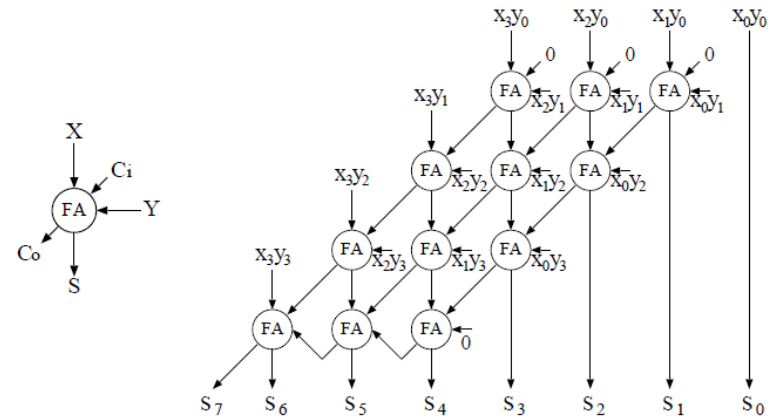 x₃y₀ x₂y₀ x₁y₀ x₀y₀
0 0 0
FA FA FA
x₃y₁ x₂y₁ x₁y₁ x₀y₁
X
Ci
FA FA FA
x₃y₂ x₂y₂ x₁y₂ x₀y₂
FA Y
Co
FA FA FA
x₃y₃ x₂y₃ x₁y₃ x₀y₃
S
FA FA FA
0
S₇ S₆ S₅ S₄ S₃ S₂ S₁ S₀